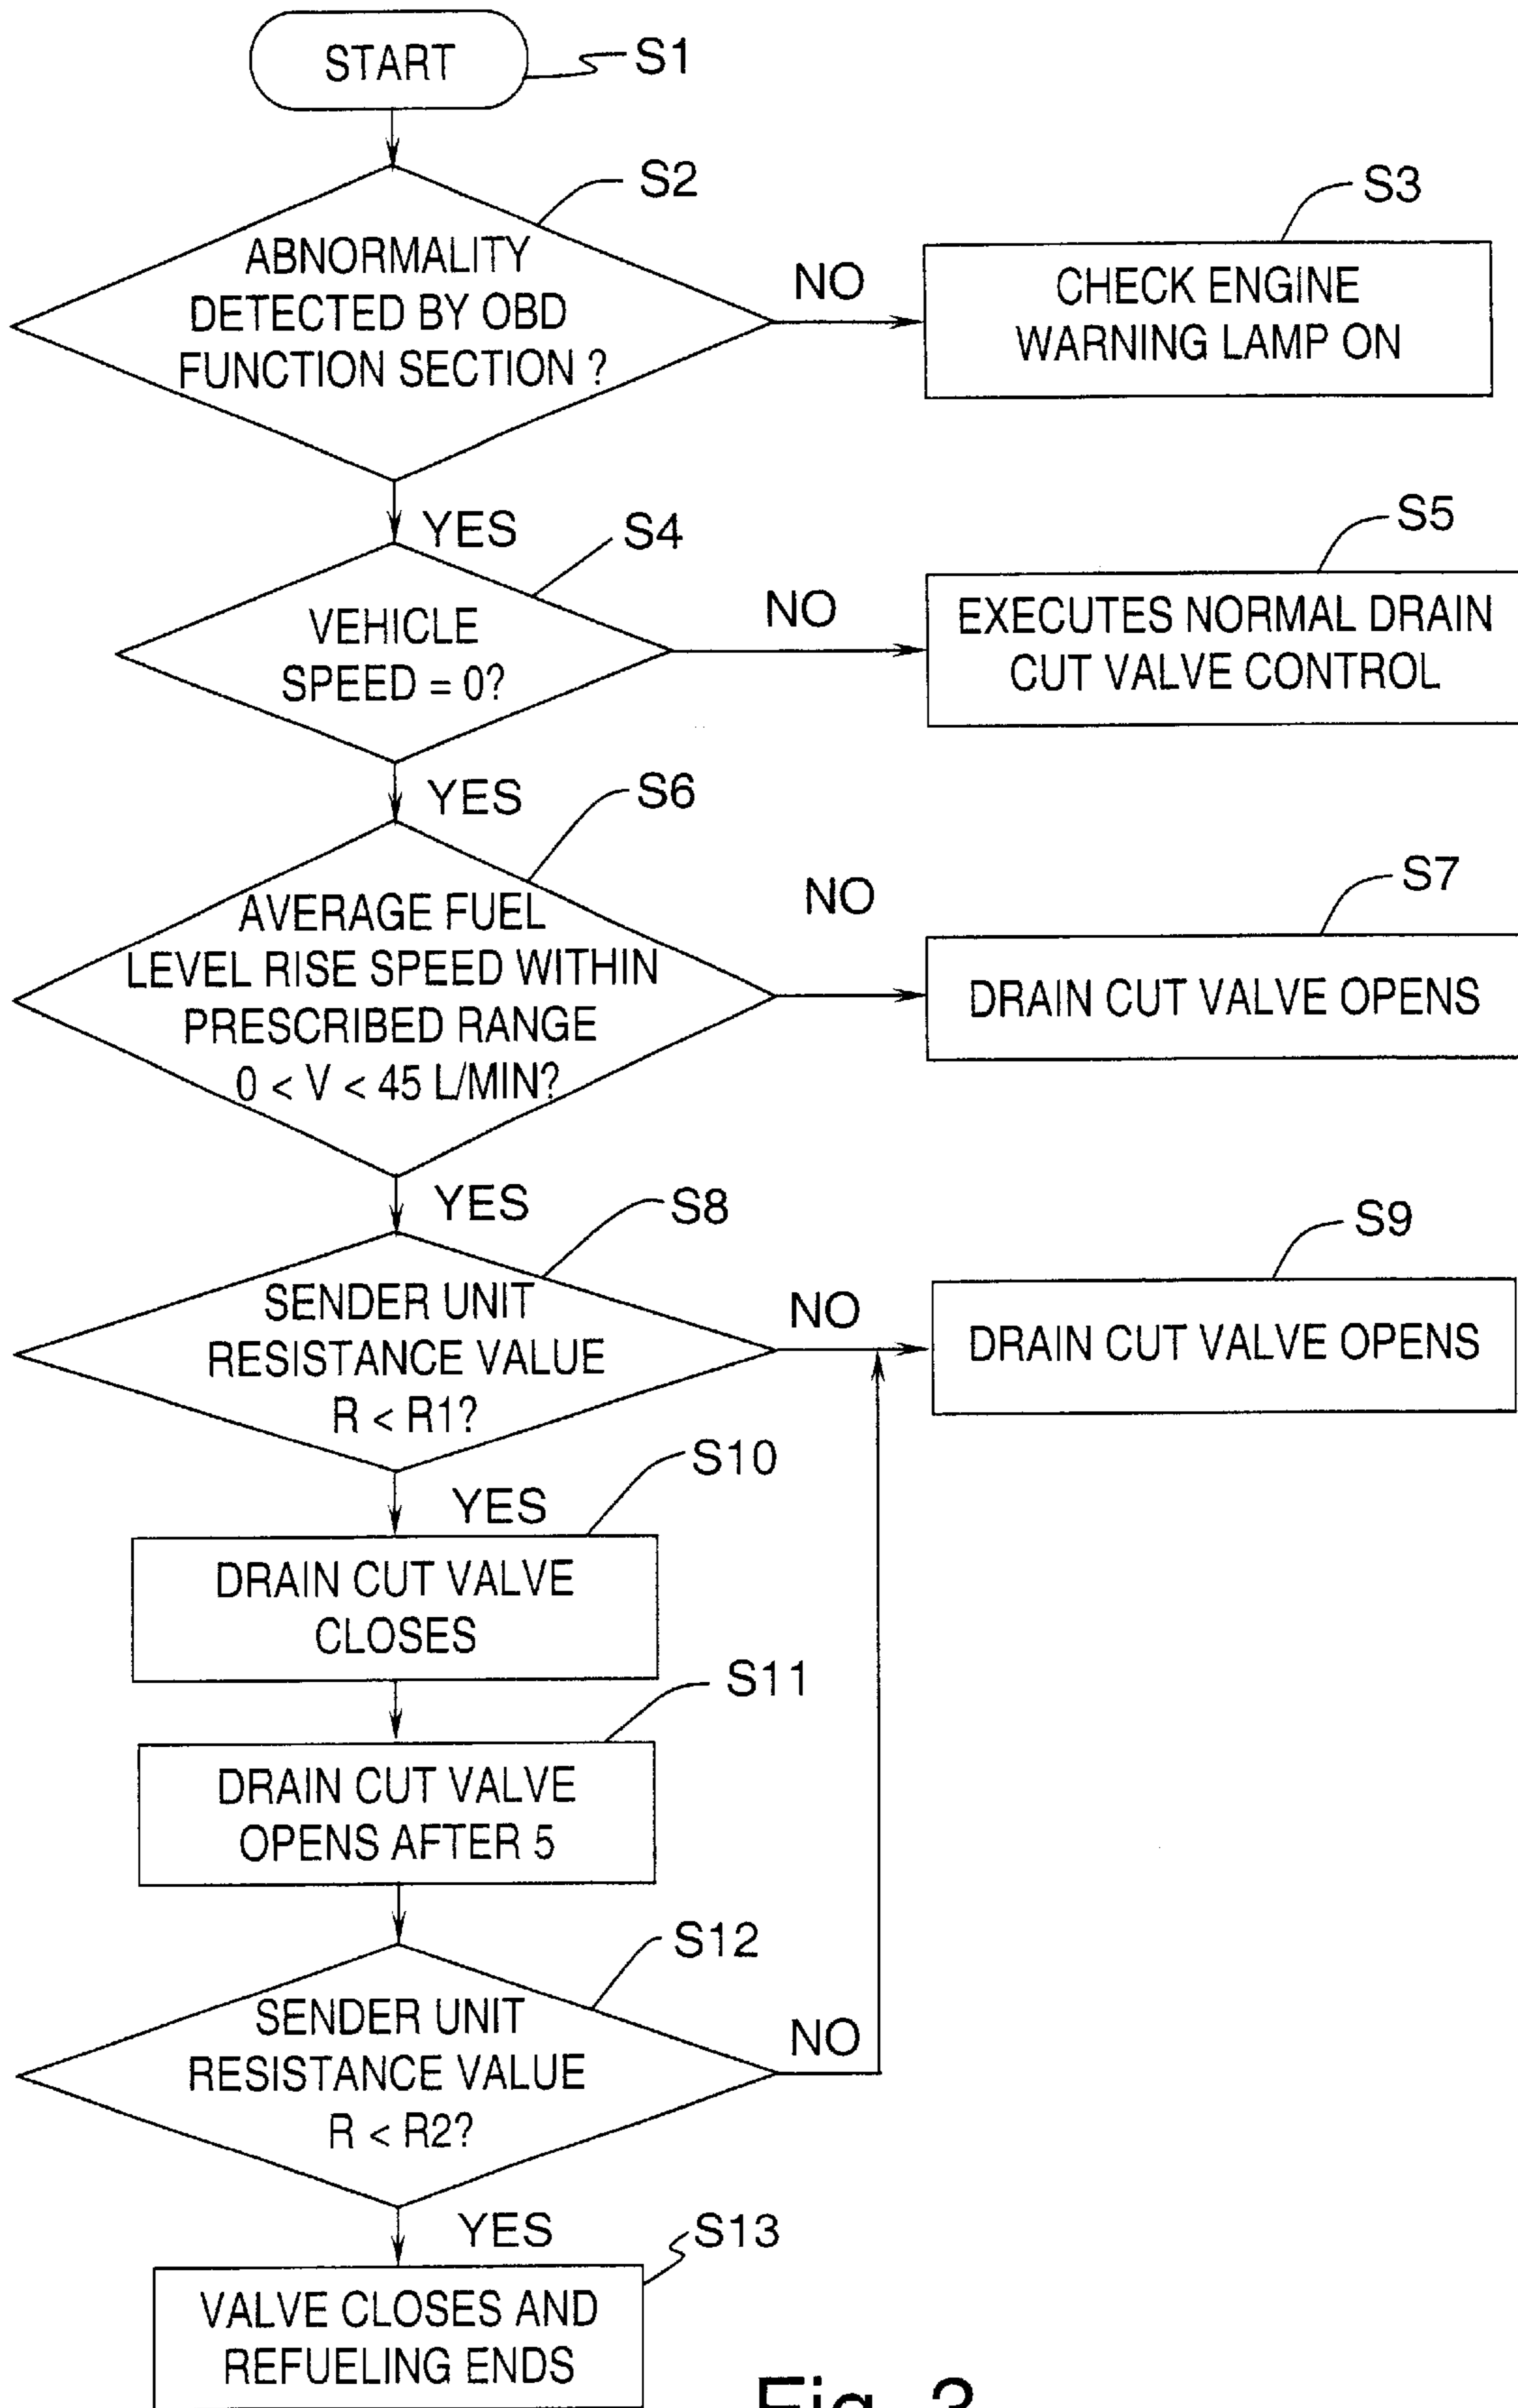 START
S1
S2
ABNORMALITY
DETECTED BY OBD
FUNCTION SECTION ?
NO
S3
CHECK ENGINE
WARNING LAMP ON
YES
S4
VEHICLE
SPEED = 0?
NO
S5
EXECUTES NORMAL DRAIN
CUT VALVE CONTROL
YES
S6
AVERAGE FUEL
LEVEL RISE SPEED WITHIN
PRESCRIBED RANGE
0 < V < 45 L/MIN?
NO
S7
DRAIN CUT VALVE OPENS
YES
S8
SENDER UNIT
RESISTANCE VALUE
R < R1?
NO
S9
DRAIN CUT VALVE OPENS
YES
S10
DRAIN CUT VALVE
CLOSES
S11
DRAIN CUT VALVE
OPENS AFTER 5
S12
SENDER UNIT
RESISTANCE VALUE
R < R2?
NO
YES
S13
VALVE CLOSES AND
REFUELING ENDS
Fig. 3